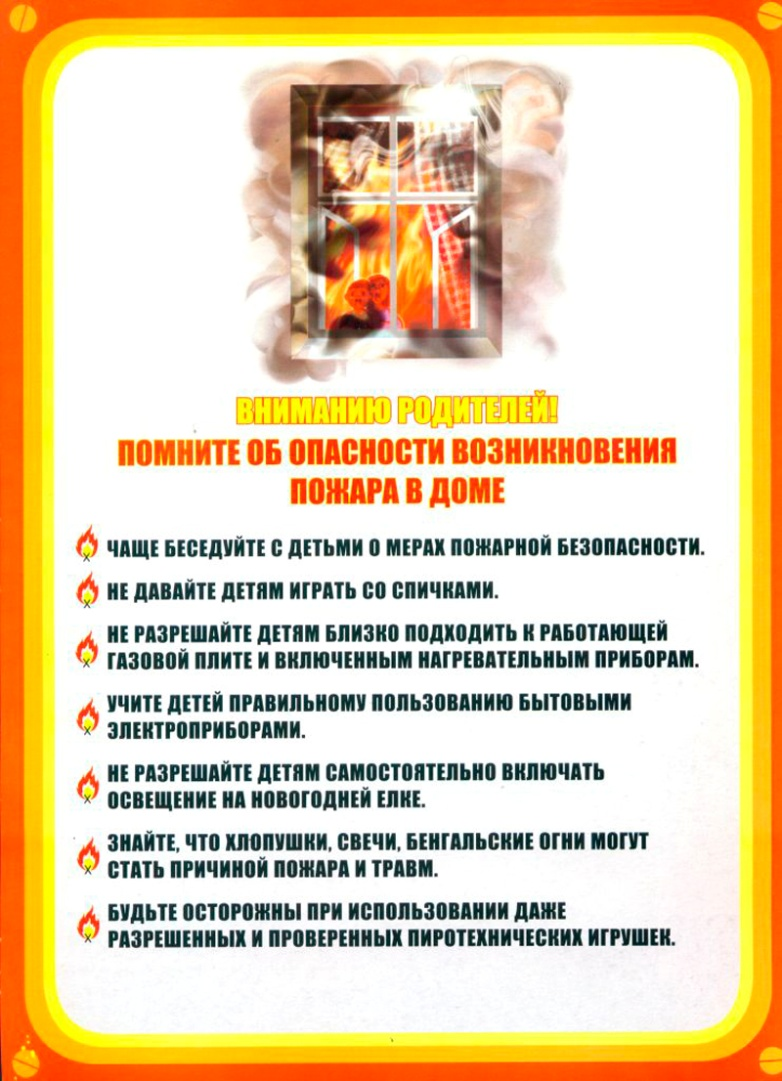 ВНИМАНИЮ РОДИТЕЛЕЙ!
ПОМНИТЕ ОБ ОПАСНОСТИ ВОЗНИКНОВЕНИЯ
ПОЖАРА В ДОМЕ
ЧАЩЕ БЕСЕДУЙТЕ С ДЕТЬМИ О МЕРАХ ПОЖАРНОЙ БЕЗОПАСНОСТИ.
НЕ ДАВАЙТЕ ДЕТЯМ ИГРАТЬ СО СПИЧКАМИ.
НЕ РАЗРЕШАЙТЕ ДЕТЯМ БЛИЗКО ПОДХОДИТЬ К РАБОТАЮЩЕЙ
ГАЗОВОЙ ПЛИТЕ И ВКЛЮЧЕННЫМ НАГРЕВАТЕЛЬНЫМ ПРИБОРАМ.
УЧИТЕ ДЕТЕЙ ПРАВИЛЬНОМУ ПОЛЬЗОВАНИЮ БЫТОВЫМИ
ЭЛЕКТРОПРИБОРАМИ.
НЕ РАЗРЕШАЙТЕ ДЕТЯМ САМОСТОЯТЕЛЬНО ВКЛЮЧАТЬ
ОСВЕЩЕНИЕ НА НОВОГОДНЕЙ ЕЛКЕ.
ЗНАЙТЕ, ЧТО ХЛОПУШКИ, СВЕЧИ, БЕНГАЛЬСКИЕ ОГНИ МОГУТ
СТАТЬ ПРИЧИНОЙ ПОЖАРА И ТРАВМ.
БУДЬТЕ ОСТОРОЖНЫ ПРИ ИСПОЛЬЗОВАНИИ ДАЖЕ
РАЗРЕШЕННЫХ И ПРОВЕРЕННЫХ ПИРОТЕХНИЧЕСКИХ ИГРУШЕК.